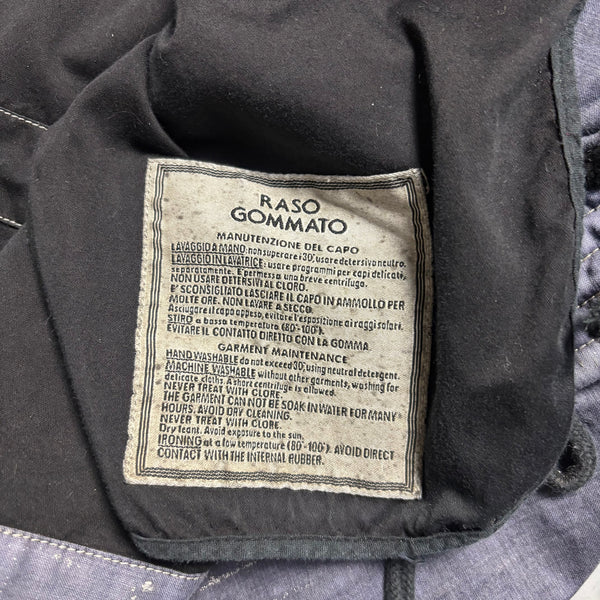 RASO
GOMMATO
MANUTENZIONE DEL CAPO
LAVAGGIO A MANO: non superare i 30°, usare detersivo neutro.
LAVAGGIO IN LAVATRICE: usare programmi per capi delicati,
separatamente. E' permessa una breve centrifuga.
NON USARE DETERSIVI AL CLORO.
E' SCONSIGLIATO LASCIARE IL CAPO IN AMMOLLO PER
MOLTE ORE. NON LAVARE A SECCO.
Asciugare il capo appeso, evitare l'esposizione ai raggi solari.
STIRO a bassa temperatura (80°-100°).
EVITARE IL CONTATTO DIRETTO CON LA GOMMA
GARMENT MAINTENANCE
HAND WASHABLE do not exceed 30°, using neutral detergent.
MACHINE WASHABLE without other garments, washing for
delicate cloths. A short centrifuge is allowed.
NEVER TREAT WITH CLORE.
THE GARMENT CAN NOT BE SOAK IN WATER FOR MANY
HOURS. AVOID DRY CLEANING.
NEVER TREAT WITH CLORE.
Dry leant. Avoid exposure to the sun.
IRONING at a low temperature (80°-100°). AVOID DIRECT
CONTACT WITH THE INTERNAL RUBBER.